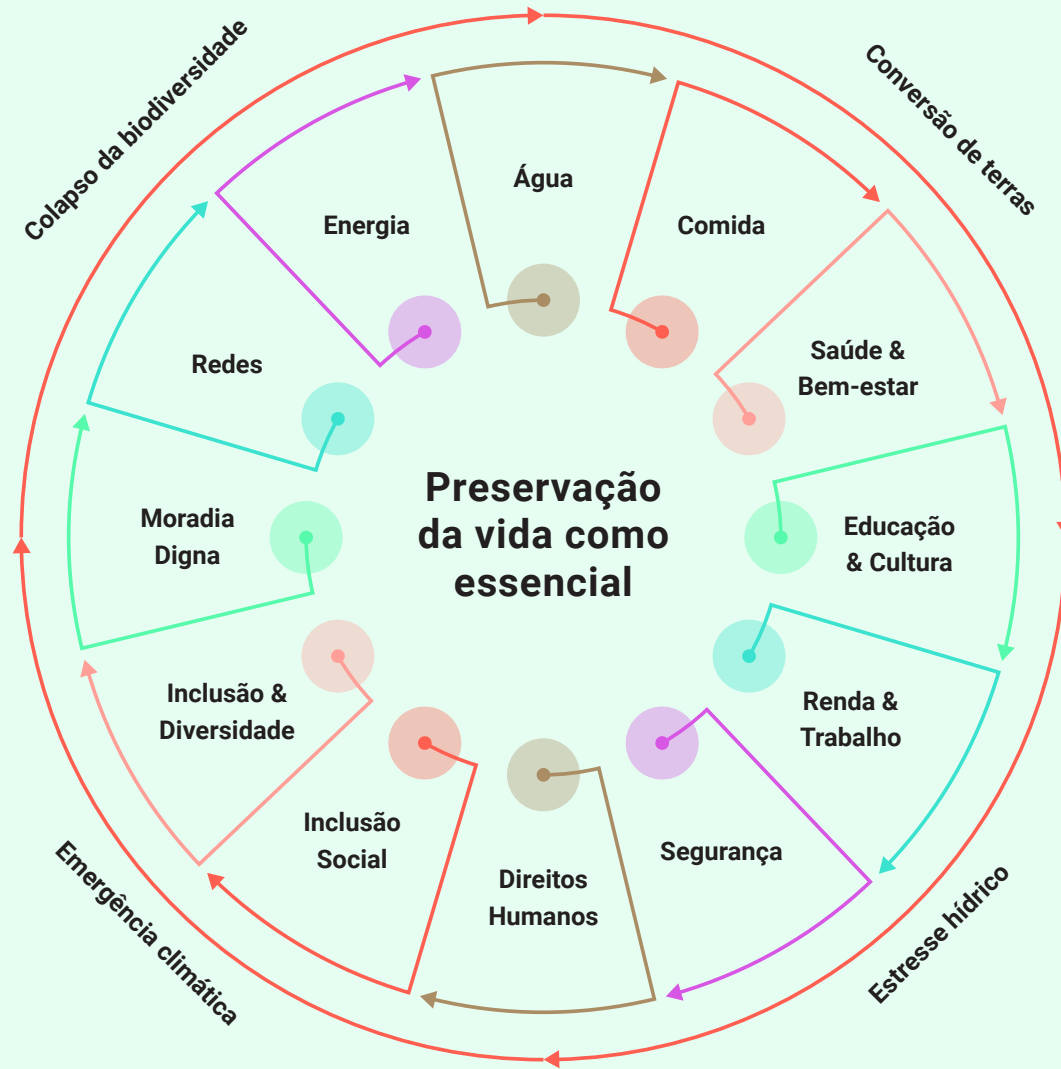 Colapso da biodiversidade
Conversão de terras
Água
Energia
Comida
Redes
Saúde &
Bem-estar
Preservação
da vida como
essencial
Moradia
Digna
Educação
& Cultura
Inclusão &
Diversidade
Renda &
Trabalho
Inclusão
Social
Segurança
Direitos
Humanos
Emergência climática
Estresse hídrico